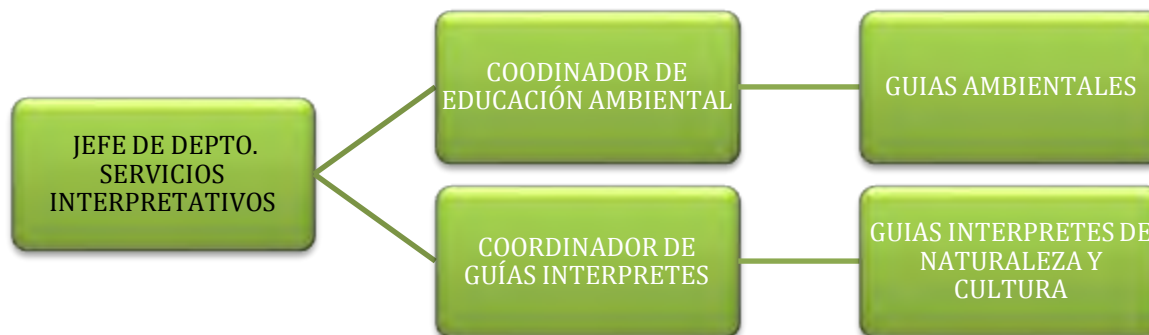 JEFE DE DEPTO.
SERVICIOS
INTERPRETATIVOS
COODINADOR DE
EDUCACIÓN AMBIENTAL
GUIAS AMBIENTALES
COORDINADOR DE
GUÍAS INTERPRETES
GUIAS INTERPRETES DE
NATURALEZA Y
CULTURA